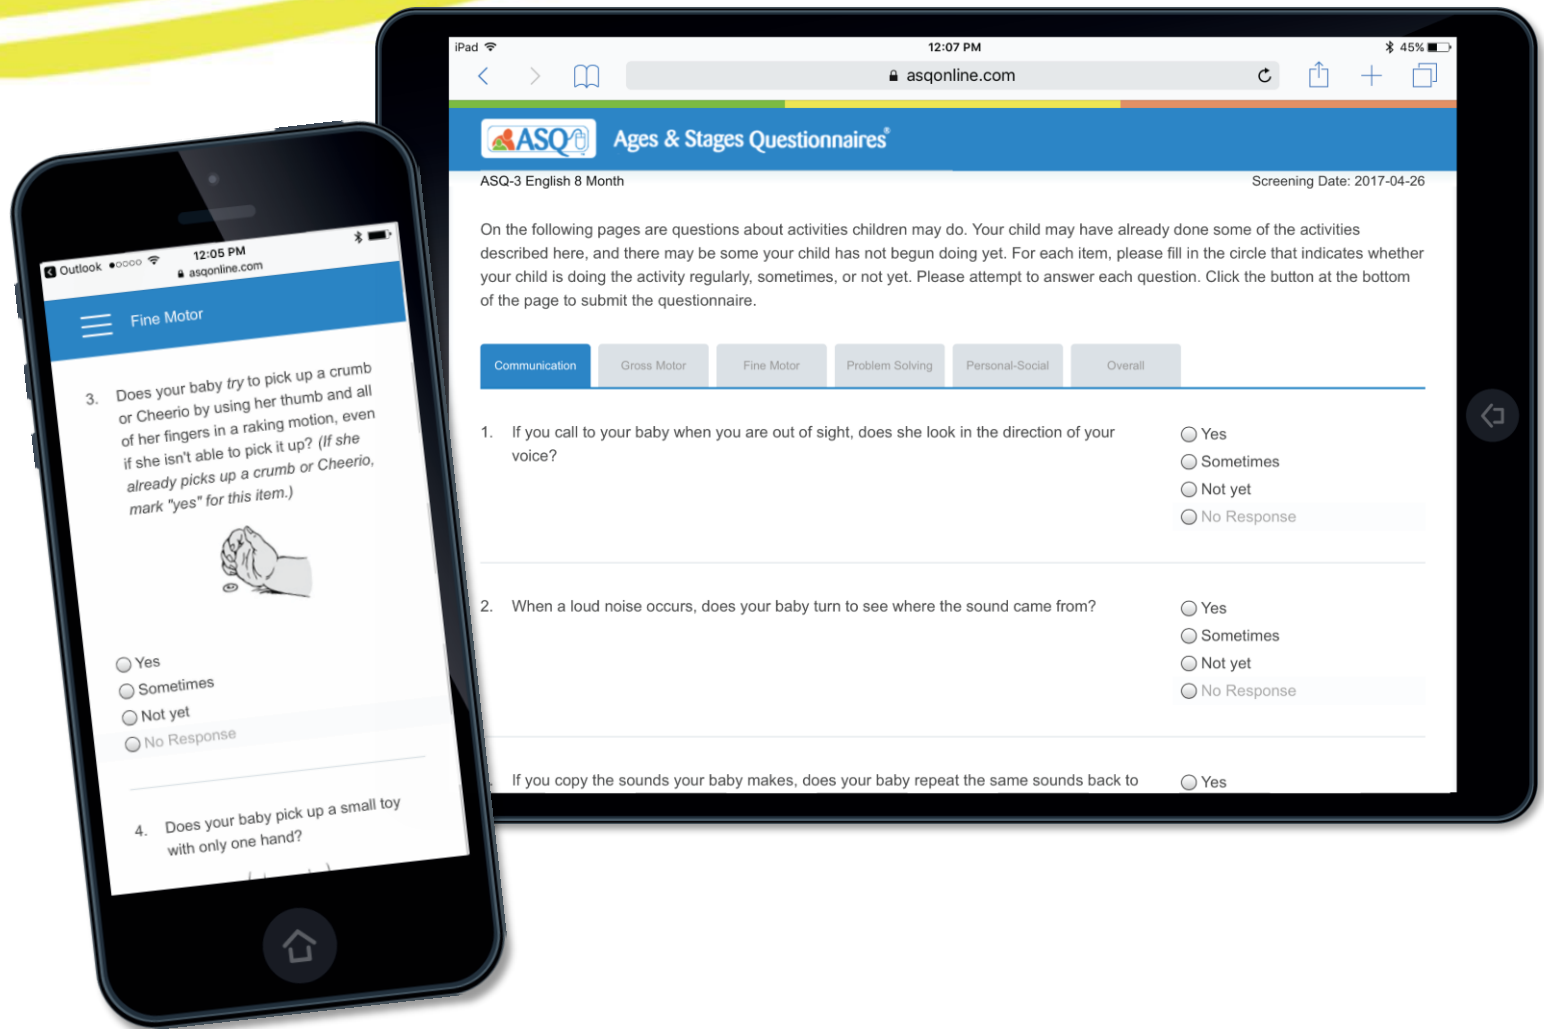 Outlook
12:05 PM
asqonline.com
Fine Motor
3. Does your baby try to pick up a crumb
or Cheerio by using her thumb and all
of her fingers in a raking motion, even
if she isn't able to pick it up? (If she
already picks up a crumb or Cheerio,
mark "yes" for this item.)
Yes
Sometimes
Not yet
No Response
4. Does your baby pick up a small toy
with only one hand?
iPad
12:07 PM
45%
asqonline.com
ASQ
Ages & Stages Questionnaires®
ASQ-3 English 8 Month
Screening Date: 2017-04-26
On the following pages are questions about activities children may do. Your child may have already done some of the activities
described here, and there may be some your child has not begun doing yet. For each item, please fill in the circle that indicates whether
your child is doing the activity regularly, sometimes, or not yet. Please attempt to answer each question. Click the button at the bottom
of the page to submit the questionnaire.
Communication
Gross Motor
Fine Motor
Problem Solving
Personal-Social
Overall
1. If you call to your baby when you are out of sight, does she look in the direction of your
voice?
Yes
Sometimes
Not yet
No Response
2. When a loud noise occurs, does your baby turn to see where the sound came from?
Yes
Sometimes
Not yet
No Response
If you copy the sounds your baby makes, does your baby repeat the same sounds back to
Yes